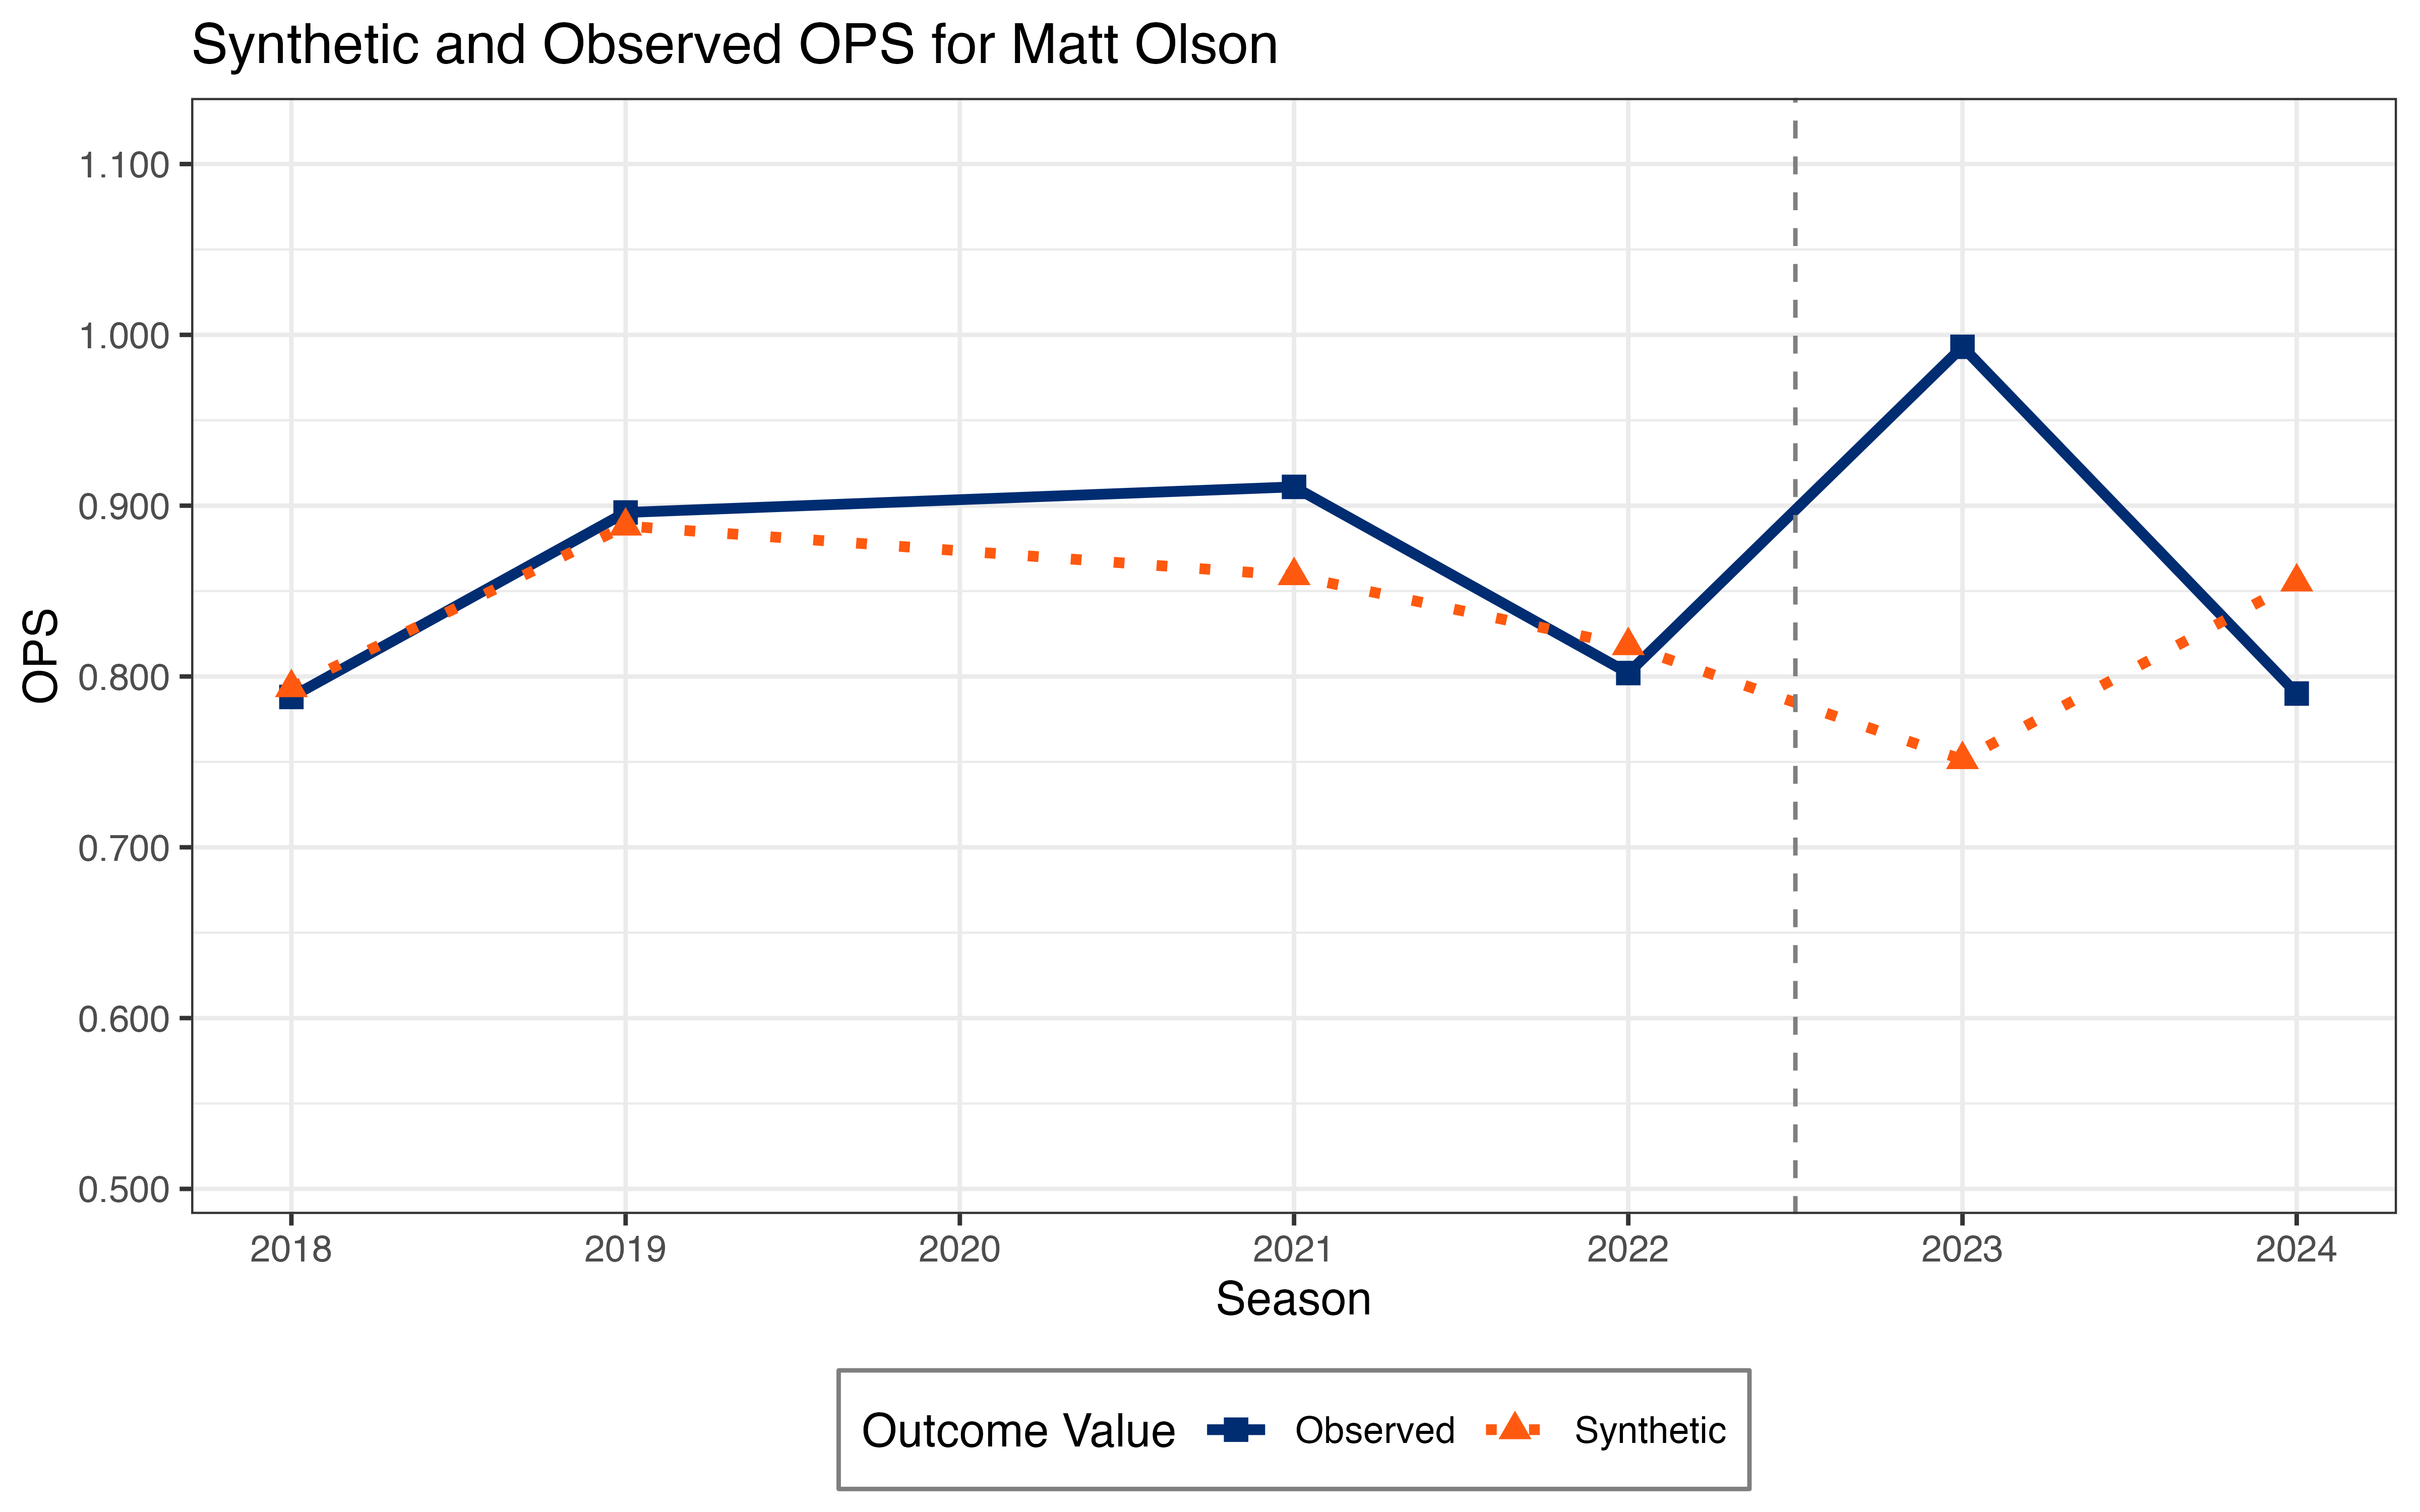 Synthetic and Observed OPS for Matt Olson
1.100
1.000
0.900
0.800
0.700
0.600
0.500
OPS
2018 2019 2020 2021 2022 2023 2024
Season
Outcome Value Observed Synthetic